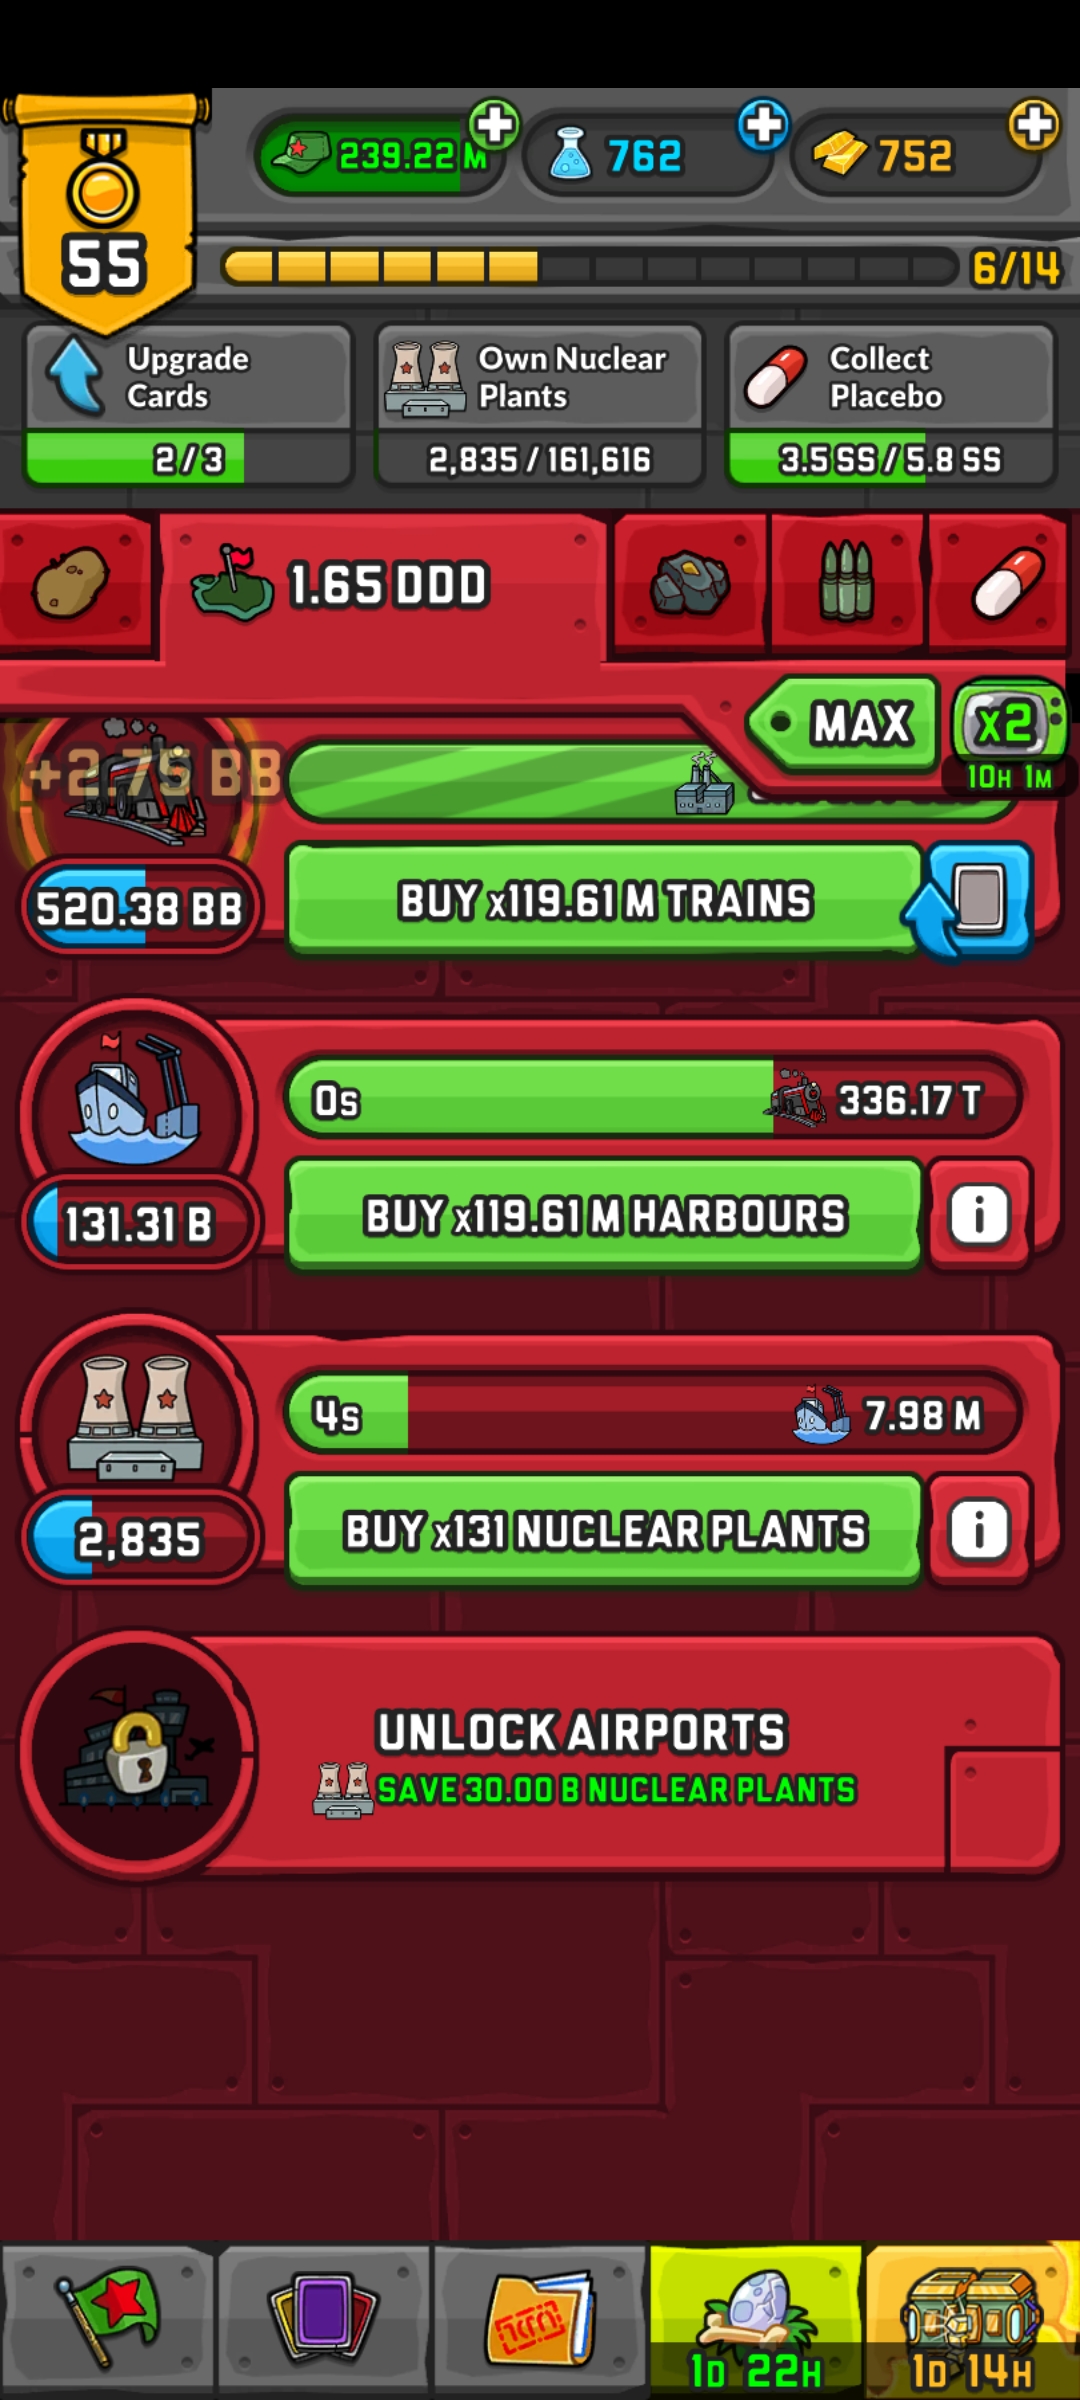 55
239.22 M
762
752
6/14
Upgrade
Cards
2/3
Own Nuclear
Plants
2,835/161,616
Collect
Placebo
3.5 SS/5.8 SS
1.65 DDD
MAX
x2
10H 1M
+2.75 BB
520.38 BB
BUY x119.61 M TRAINS
0s
336.17 T
131.31 B
BUY x119.61 M HARBOURS
i
4s
7.98 M
2,835
BUY x131 NUCLEAR PLANTS
i
UNLOCK AIRPORTS
SAVE 30.00 B NUCLEAR PLANTS
1D 22H
1D 14H